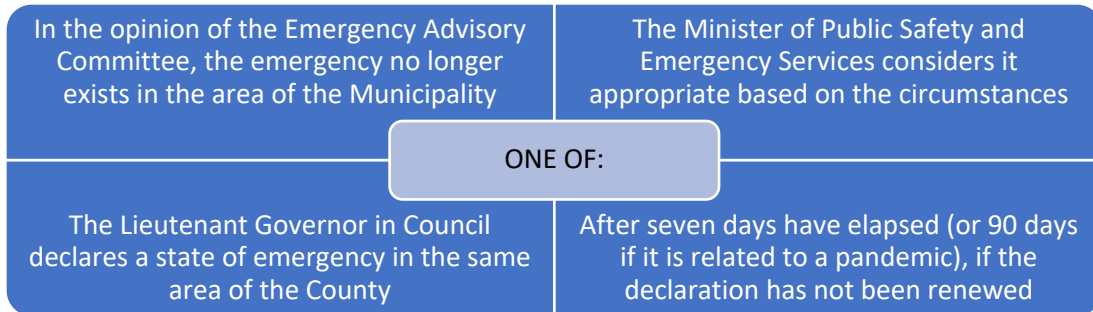 In the opinion of the Emergency Advisory
Committee, the emergency no longer
exists in the area of the Municipality
The Minister of Public Safety and
Emergency Services considers it
appropriate based on the circumstances
ONE OF:
The Lieutenant Governor in Council
declares a state of emergency in the same
area of the County
After seven days have elapsed (or 90 days
if it is related to a pandemic), if the
declaration has not been renewed